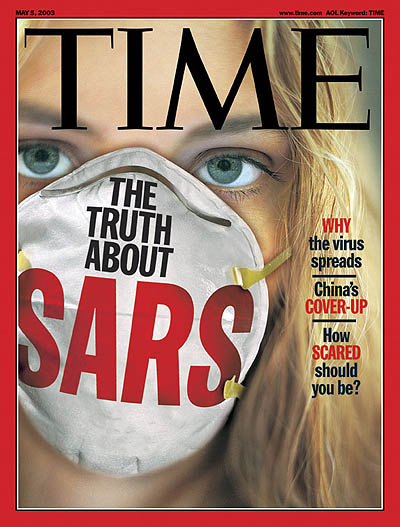 MAY 5, 2003
www.time.com AOL Keyword: TIME
TIME
THE
TRUTH
ABOUT
SARS
WHY
the virus
spreads
China's
COVER-UP
How
SCARED
should
you be?